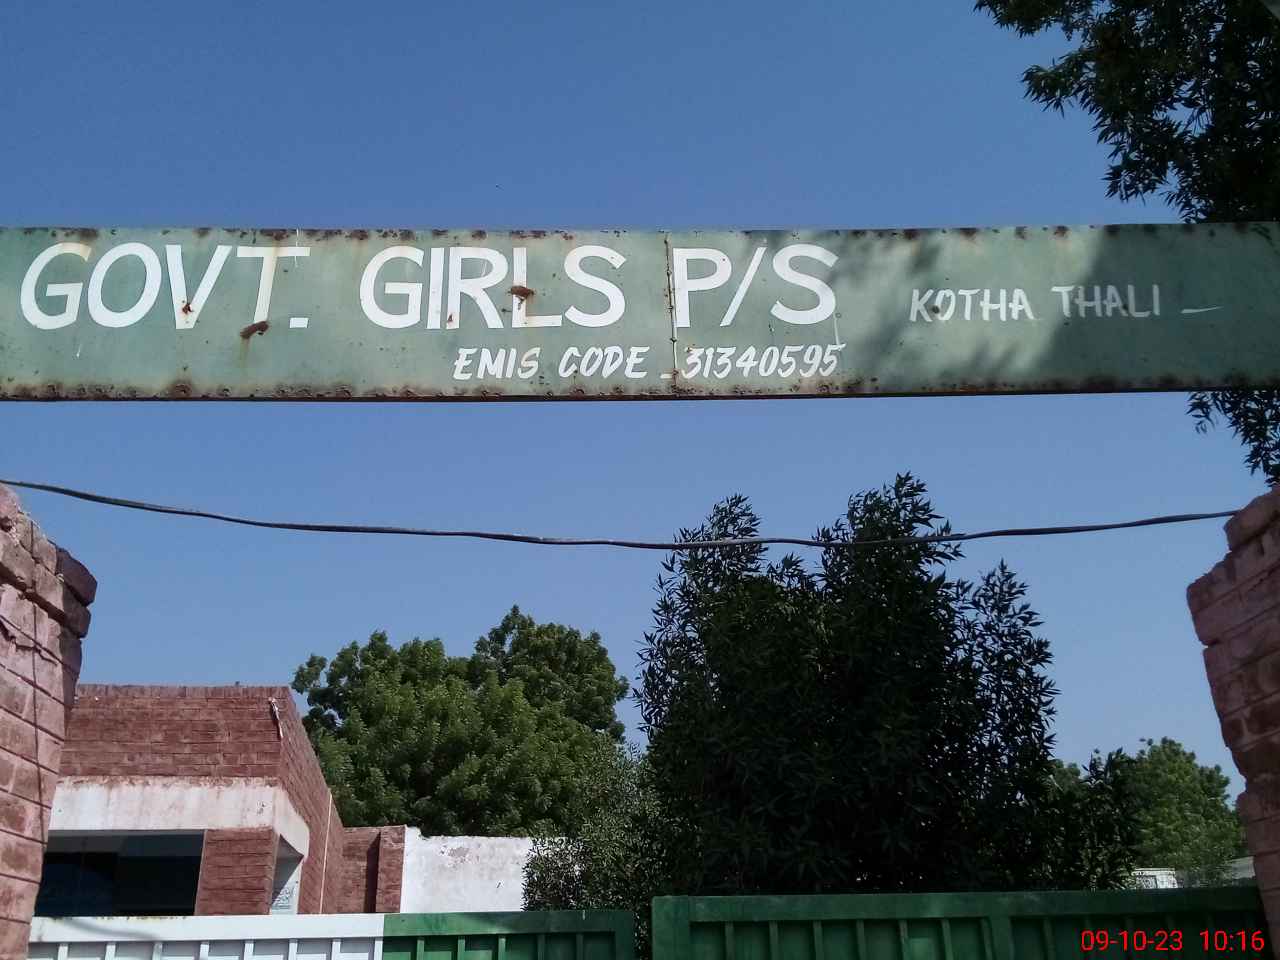 GOVT. GIRLS P/S KOTHA THALI _
EMIS CODE _ 31340595
09-10-23 10:16